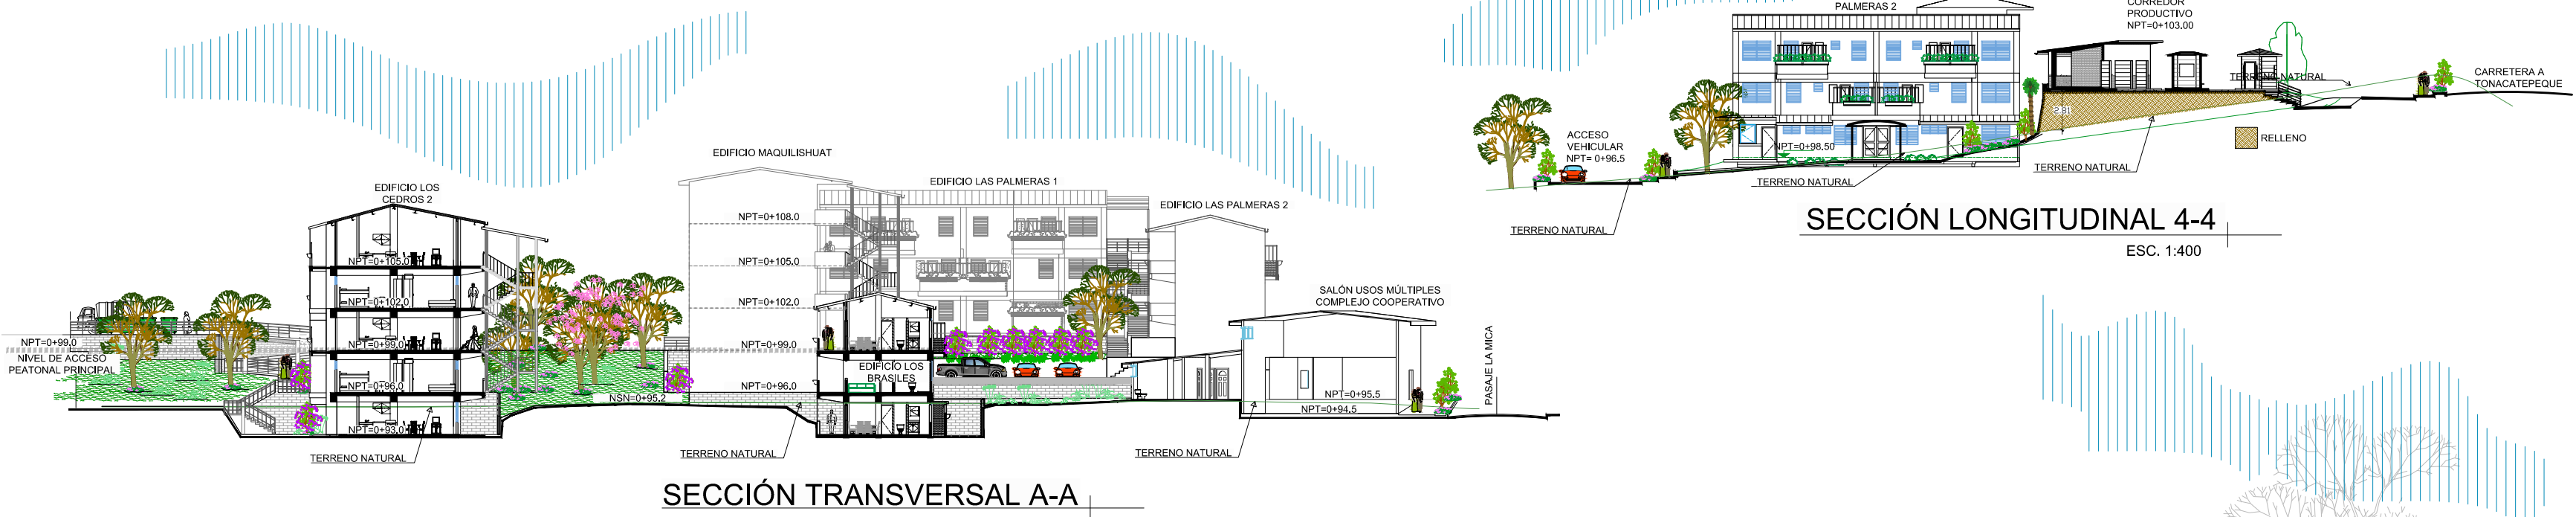 EDIFICIO MAQUILISHUAT
EDIFICIO LOS
CEDROS 2
EDIFICIO LAS PALMERAS 1
EDIFICIO LAS PALMERAS 2
NPT=0+108.0
NPT=0+105.0
NPT=0+102.0
NPT=0+99.0
NPT=0+96.0
NPT=0+105.0
NPT=0+102.0
NPT=0+99.0
NPT=0+96.0
NPT=0+93.0
NPT=0+99.0
NIVEL DE ACCESO
PEATONAL PRINCIPAL
NSN=0+95.2
EDIFICIO LOS
BRASILES
SALÓN USOS MÚLTIPLES
COMPLEJO COOPERATIVO
NPT=0+95.5
NPT=0+94.5
PASAJE LA MICA
TERRENO NATURAL
TERRENO NATURAL
TERRENO NATURAL
SECCIÓN TRANSVERSAL A-A
PALMERAS 2
CORREDOR
PRODUCTIVO
NPT=0+103.00
TERRENO NATURAL
CARRETERA A
TONACATEPEQUE
ACCESO
VEHICULAR
NPT= 0+96.5
NPT=0+98.50
RELLENO
TERRENO NATURAL
TERRENO NATURAL
TERRENO NATURAL
SECCIÓN LONGITUDINAL 4-4
ESC. 1:400